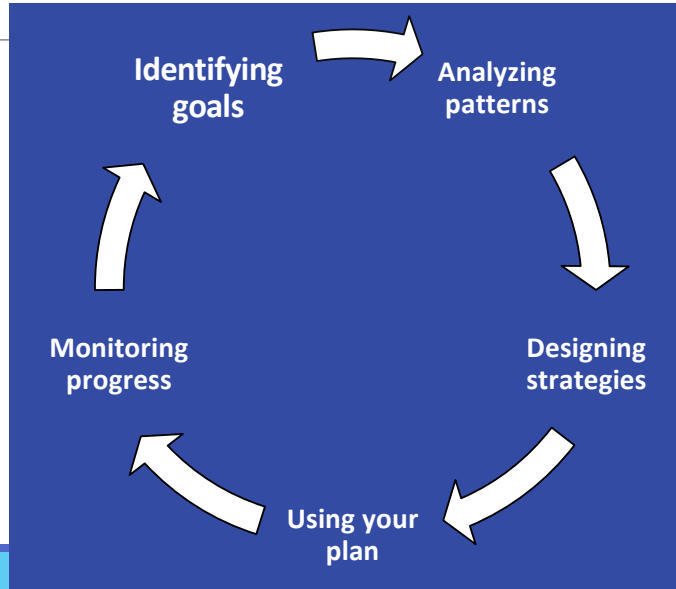 Identifying
goals
Analyzing
patterns
Designing
strategies
Using your
plan
Monitoring
progress